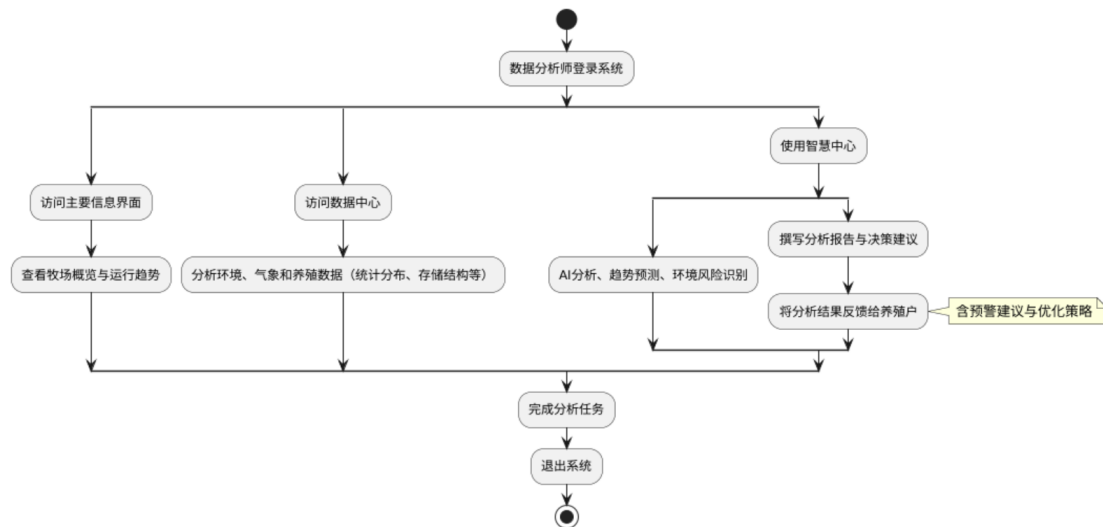 数据分析师登录系统
使用智慧中心
访问主要信息界面
访问数据中心
撰写分析报告与决策建议
查看牧场概览与运行趋势
分析环境、气象和养殖数据（统计分布、存储结构等）
AI分析、趋势预测、环境风险识别
将分析结果反馈给养殖户
含预警建议与优化策略
完成分析任务
退出系统